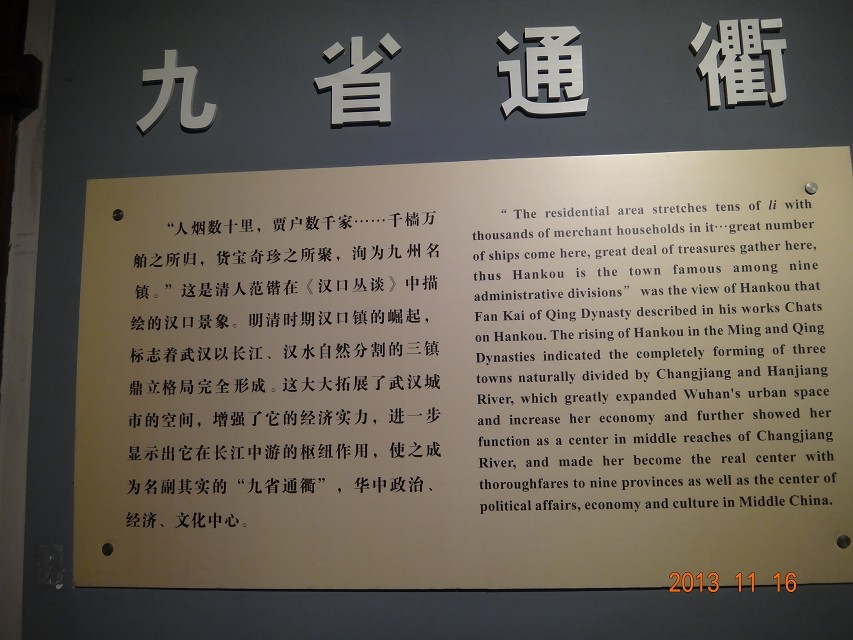 九省通衢
“人烟数十里，贾户数千家……千樯万
舶之所归，货宝奇珍之所聚，洵为九州名
镇。”这是清人范锴在《汉口丛谈》中描
绘的汉口景象。明清时期汉口镇的崛起，
标志着武汉以长江、汉水自然分割的三镇
鼎立格局完全形成。这大大拓展了武汉城
市的空间，增强了它的经济实力，进一步
显示出它在长江中游的枢纽作用，使之成
为名副其实的“九省通衢”，华中政治、
经济、文化中心。
“ The residential area stretches tens of li with
thousands of merchant households in it···great number
of ships come here, great deal of treasures gather here,
thus Hankou is the town famous among nine
administrative divisions” was the view of Hankou that
Fan Kai of Qing Dynasty described in his works Chats
on Hankou. The rising of Hankou in the Ming and Qing
Dynasties indicated the completely forming of three
towns naturally divided by Changjiang and Hanjiang
River, which greatly expanded Wuhan's urban space
and increase her economy and further showed her
function as a center in middle reaches of Changjiang
River, and made her become the real center with
thoroughfares to nine provinces as well as the center of
political affairs, economy and culture in Middle China.
2013 11 16